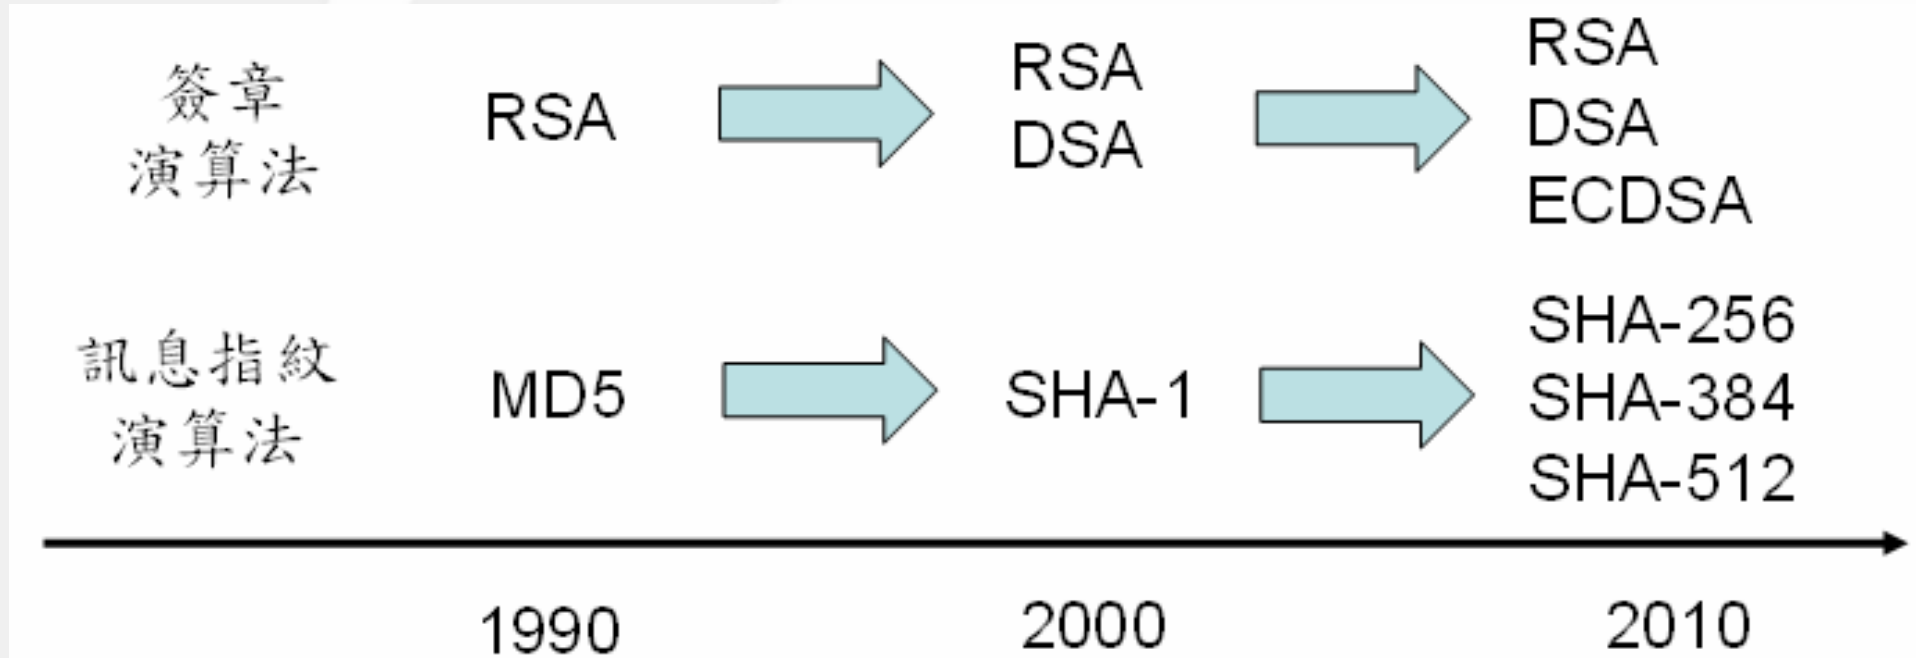 簽章
演算法
RSA
RSA
DSA
RSA
DSA
ECDSA
訊息指紋
演算法
MD5
SHA-1
SHA-256
SHA-384
SHA-512
1990
2000
2010